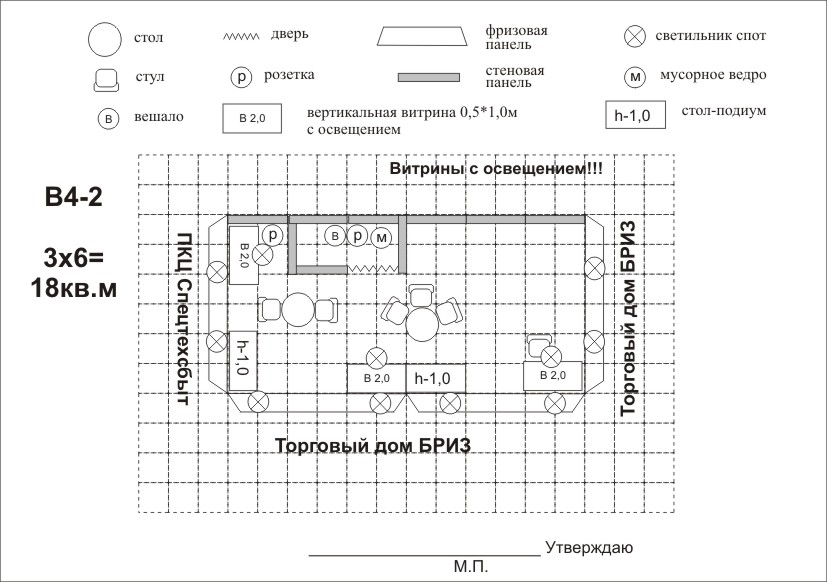 стол
дверь
фризовая
панель
светильник спот
стул
р
розетка
стеновая
панель
м
мусорное ведро
в
вешало
В 2,0
вертикальная витрина 0,5*1,0м
с освещением
h-1,0
стол-подиум
Витрины с освещением!!!
В4-2
3х6=
18кв.м
ПКЦ Спецтехсбыт
В 2,0
р
в
р
м
Торговый дом БРИЗ
h-1,0
В 2,0
h-1,0
В 2,0
Торговый дом БРИЗ
Утверждаю
М.П.